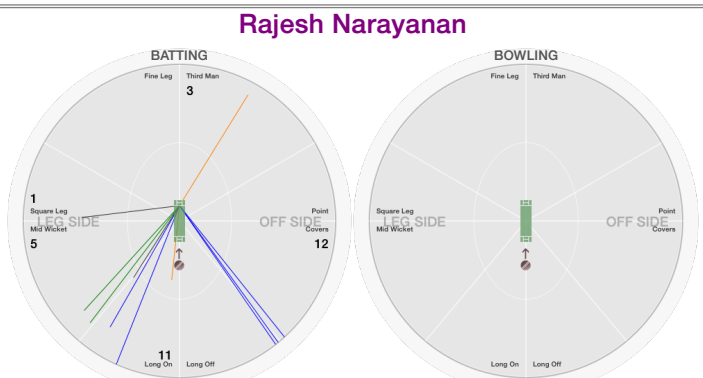 Rajesh Narayanan
BATTING
Fine Leg Third Man
3
1
Square Leg
LEG SIDE
Mid Wicket
5
Point
OFF SIDE
Covers
12
11
Long On Long Off
BOWLING
Fine Leg Third Man
Square Leg
LEG SIDE
Mid Wicket
Point
OFF SIDE
Covers
Long On Long Off